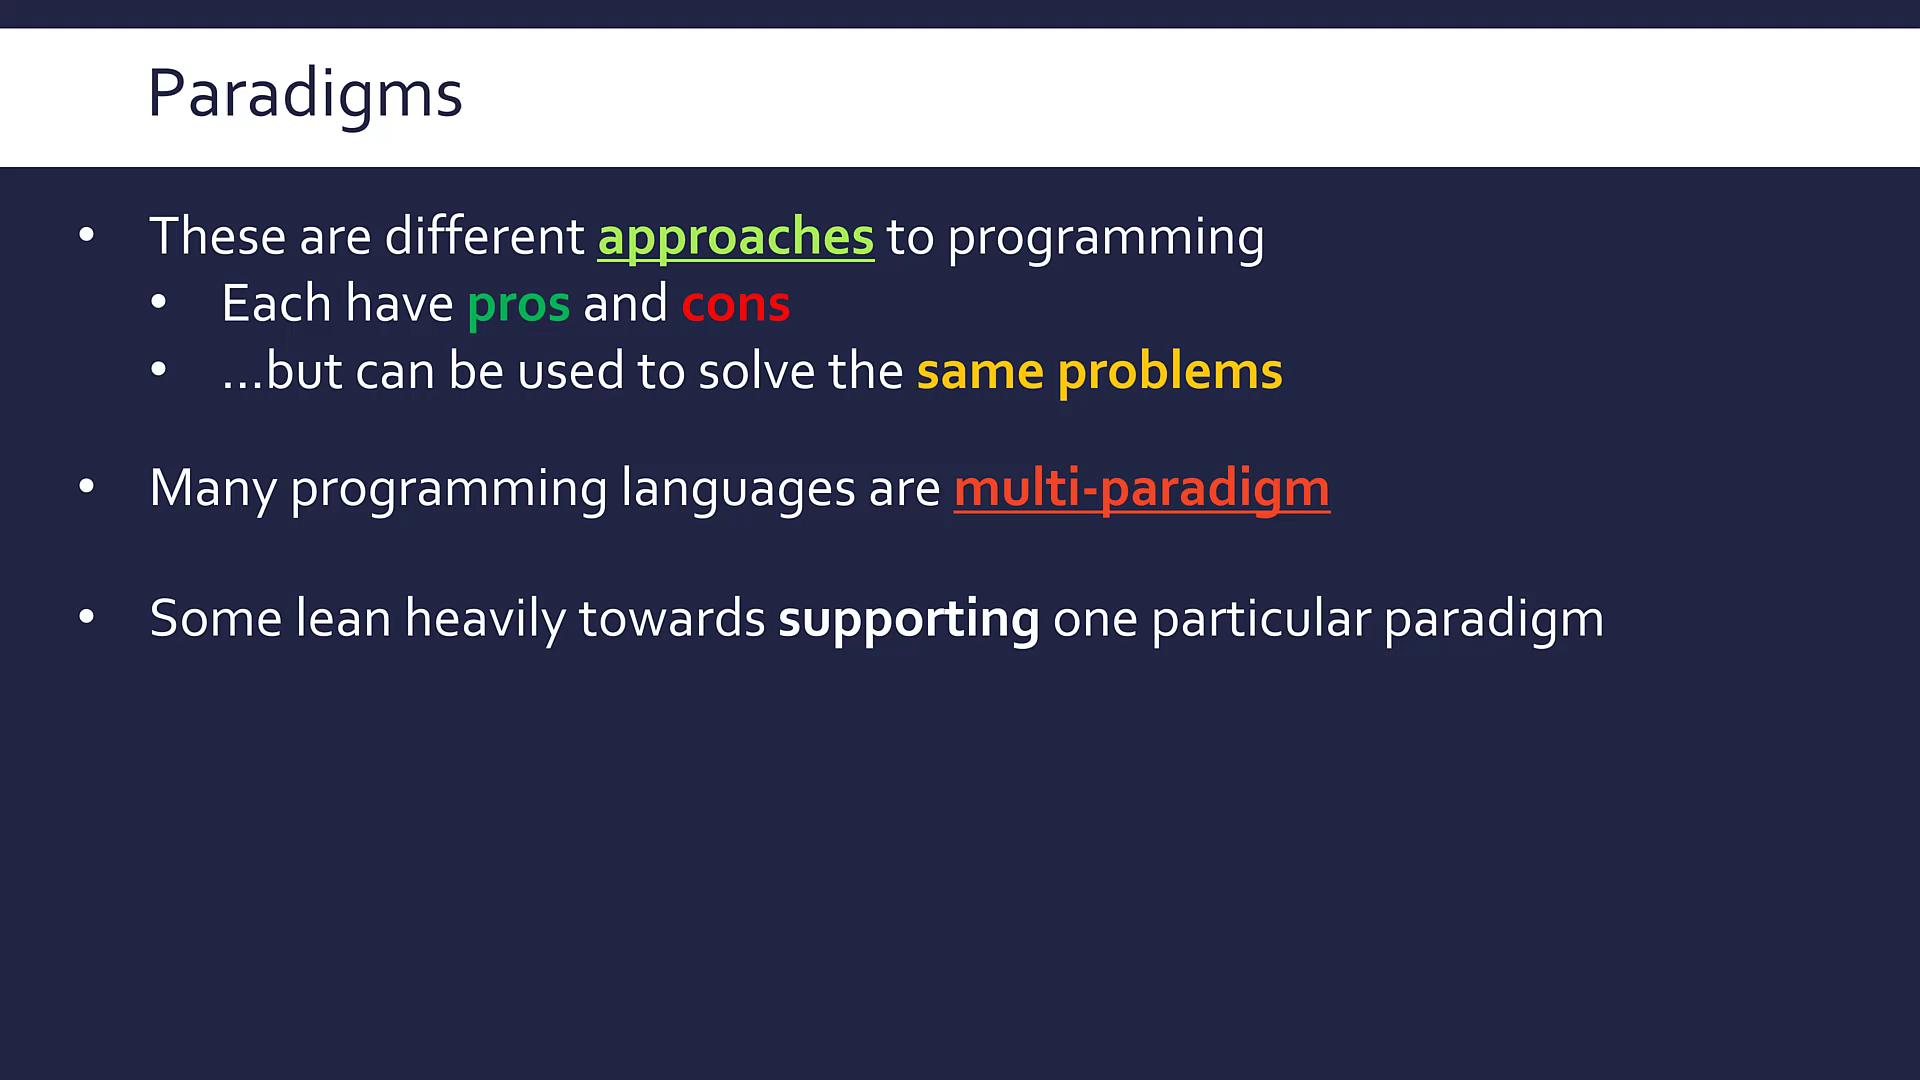 Paradigms
• These are different approaches to programming
• Each have pros and cons
• …but can be used to solve the same problems
• Many programming languages are multi-paradigm
• Some lean heavily towards supporting one particular paradigm